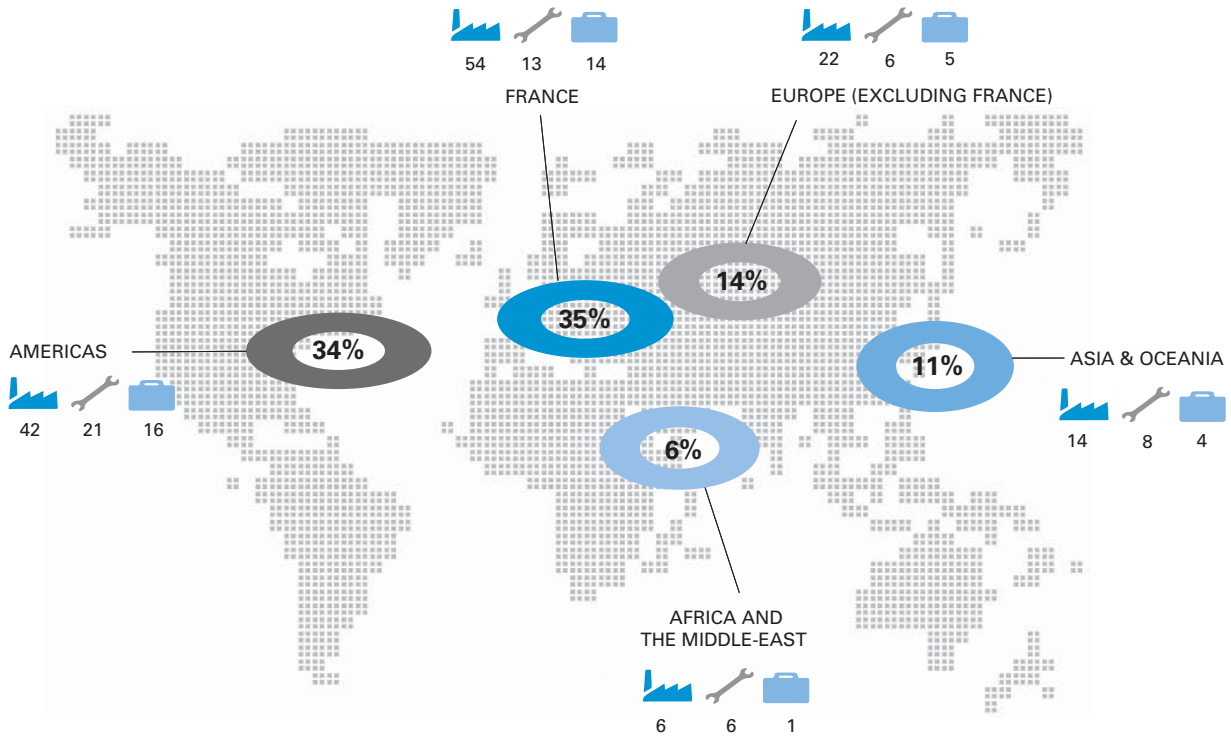 54 13 14
FRANCE
22 6 5
EUROPE (EXCLUDING FRANCE)
14%
35%
34%
AMERICAS
42 21 16
11%
ASIA & OCEANIA
14 8 4
6%
AFRICA AND
THE MIDDLE-EAST
6 6 1